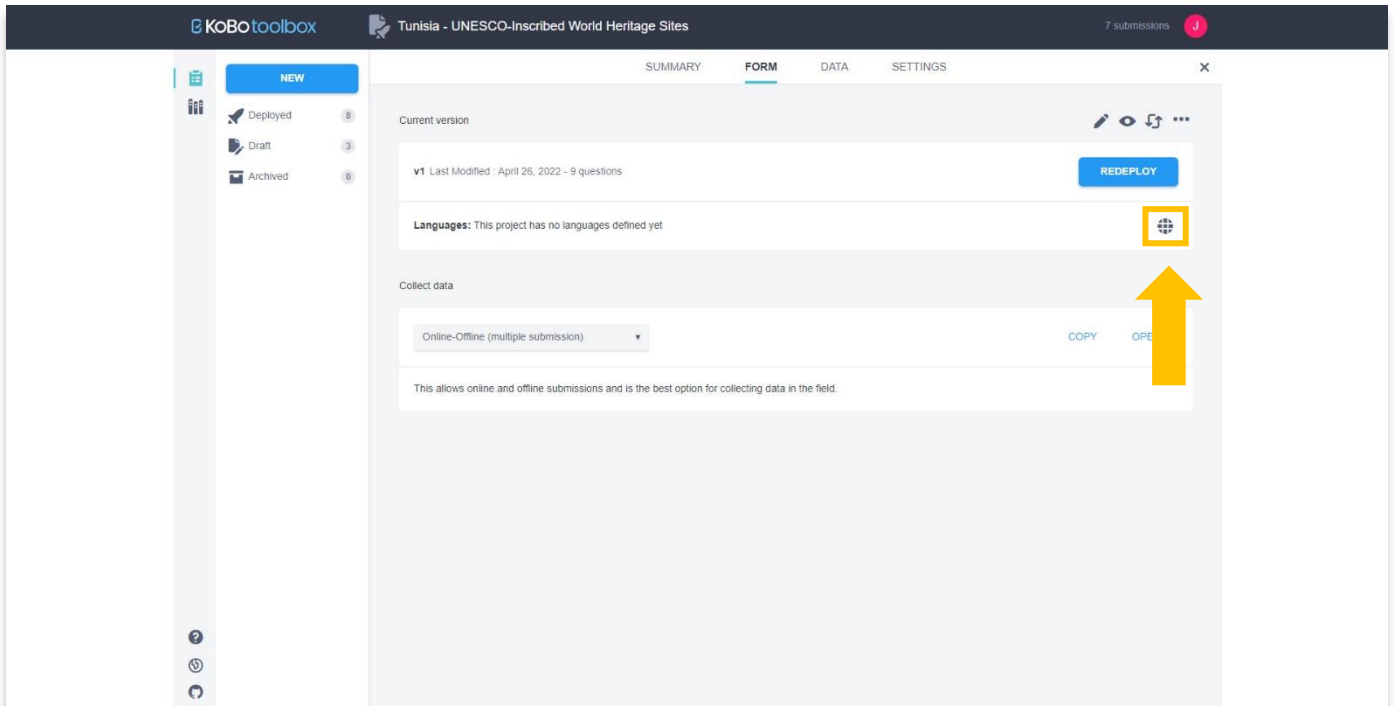 KOBOtoolbox
Tunisia - UNESCO-Inscribed World Heritage Sites
7 submissions
J
NEW
Deployed
8
Draft
3
Archived
0
SUMMARY
FORM
DATA
SETTINGS
Current version
v1 Last Modified : April 26, 2022 - 9 questions
REDEPLOY
Languages: This project has no languages defined yet
Collect data
Online-Offline (multiple submission)
COPY
This allows online and offline submissions and is the best option for collecting data in the field.